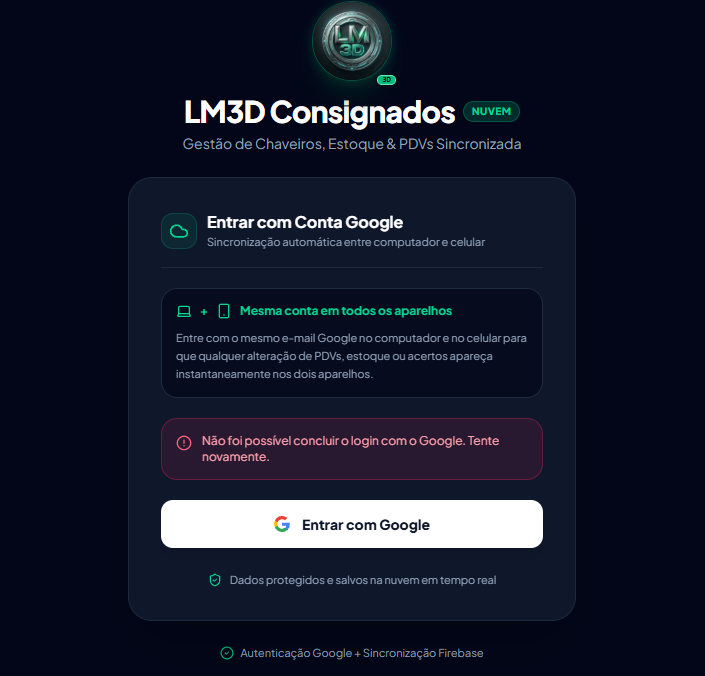 LM
3D
3D
LM3D Consignados NUVEM
Gestão de Chaveiros, Estoque & PDVs Sincronizada
Entrar com Conta Google
Sincronização automática entre computador e celular
+ Mesma conta em todos os aparelhos
Entre com o mesmo e-mail Google no computador e no celular para
que qualquer alteração de PDVs, estoque ou acertos apareça
instantaneamente nos dois aparelhos.
Não foi possível concluir o login com o Google. Tente
novamente.
Entrar com Google
Dados protegidos e salvos na nuvem em tempo real
Autenticação Google + Sincronização Firebase